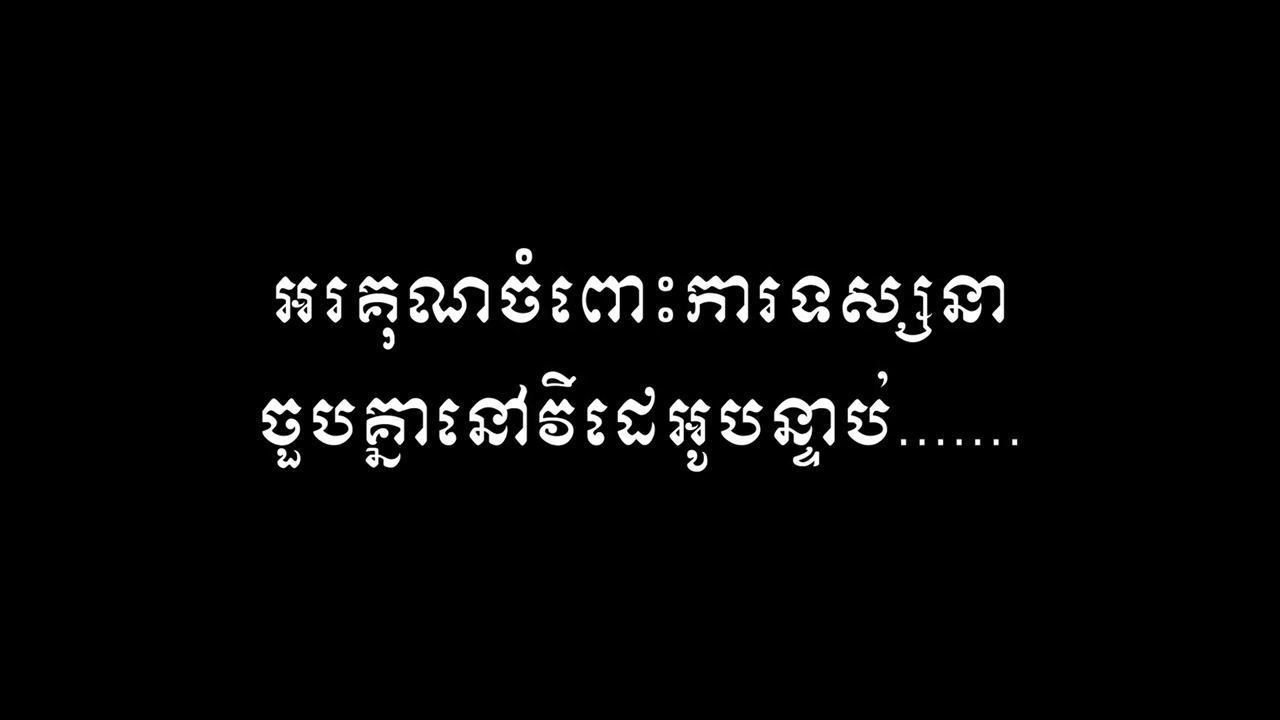 អរគុណចំពោះការទស្សនា
ជួបគ្នានៅវីដេអូបន្ទាប់.......